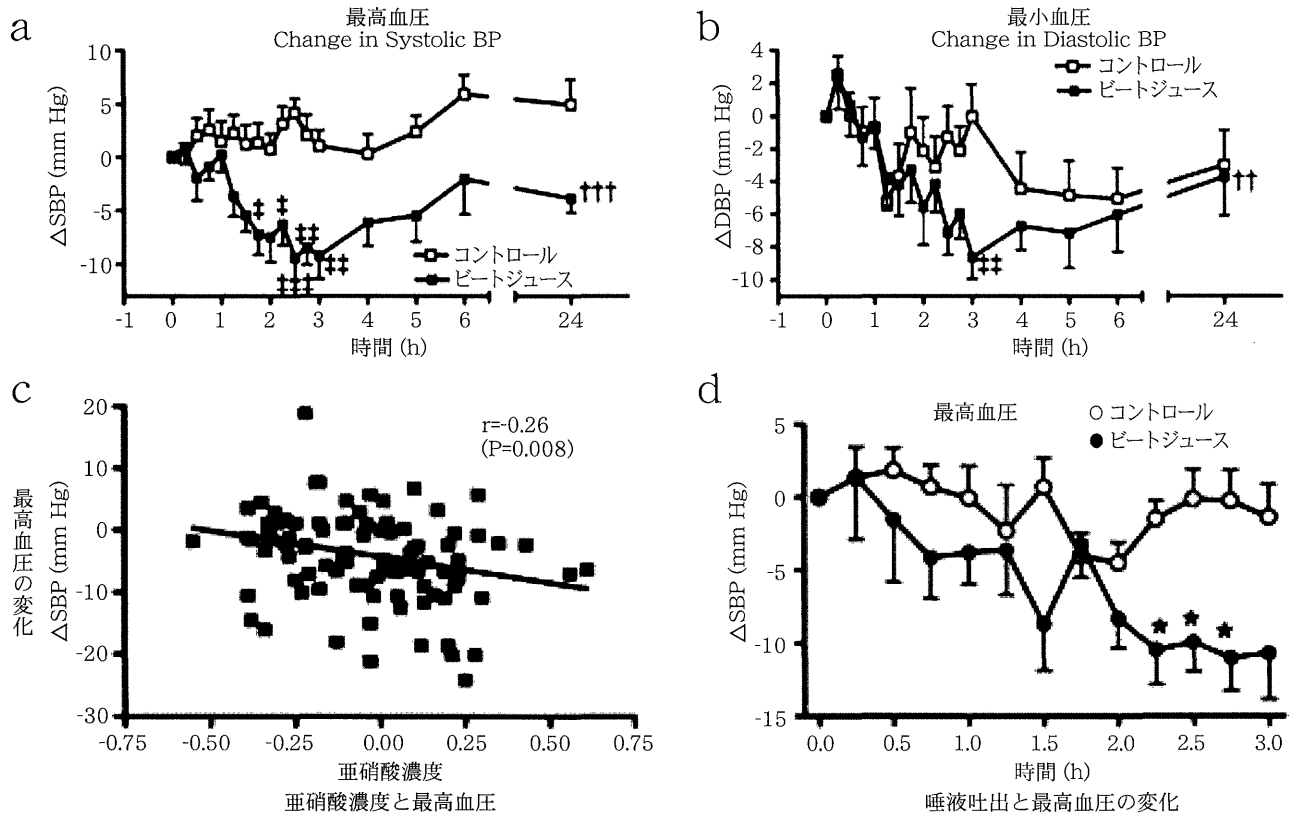 a
最高血圧
Change in Systolic BP
△SBP (mm Hg)
10
5
0
-5
-10
‡
‡
‡‡
‡‡
‡‡‡
†††
コントロール
ビートジュース
-1 0 1 2 3 4 5 6 24
時間 (h)
b
最小血圧
Change in Diastolic BP
コントロール
ビートジュース
△DBP (mm Hg)
4
2
0
-2
-4
-6
-8
-10
‡‡
††
-1 0 1 2 3 4 5 6 24
時間 (h)
c
最高血圧の変化
△SBP (mm Hg)
20
10
0
-10
-20
-30
r=-0.26
(P=0.008)
-0.75 -0.50 -0.25 0.00 0.25 0.50 0.75
亜硝酸濃度
亜硝酸濃度と最高血圧
d
最高血圧
コントロール
ビートジュース
△SBP (mm Hg)
5
0
-5
-10
-15
★ ★ ★
0.0 0.5 1.0 1.5 2.0 2.5 3.0
時間 (h)
唾液吐出と最高血圧の変化